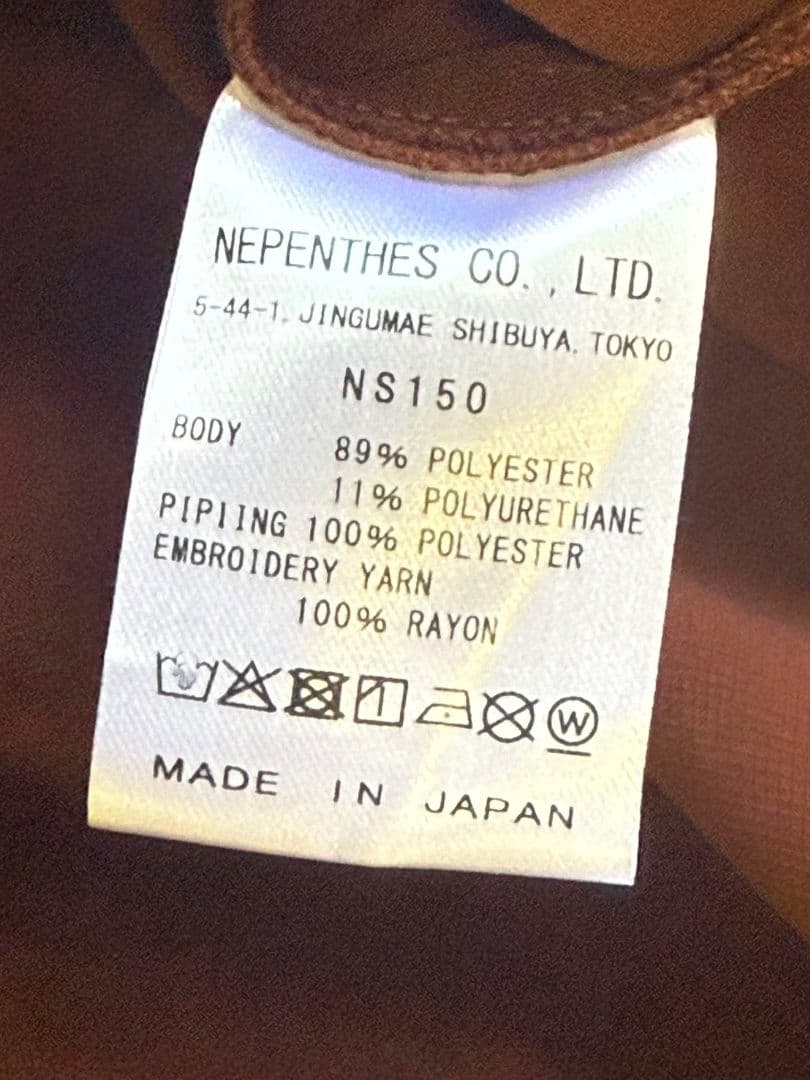 NEPENTHES CO., LTD.
5-44-1, JINGUMAE SHIBUYA, TOKYO
NS150
BODY 89% POLYESTER
11% POLYURETHANE
PIPIING 100% POLYESTER
EMBROIDERY YARN
100% RAYON
W
MADE IN JAPAN